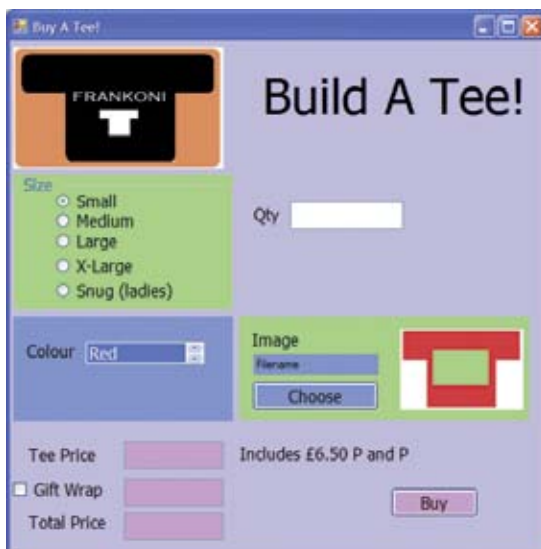 Buy A Tee!
FRANKONI
Build A Tee!
Size
Small
Medium
Large
X-Large
Snug (ladies)
Qty
Colour Red
Image
Filename
Choose
Tee Price
Includes £6.50 P and P
Gift Wrap
Total Price
Buy